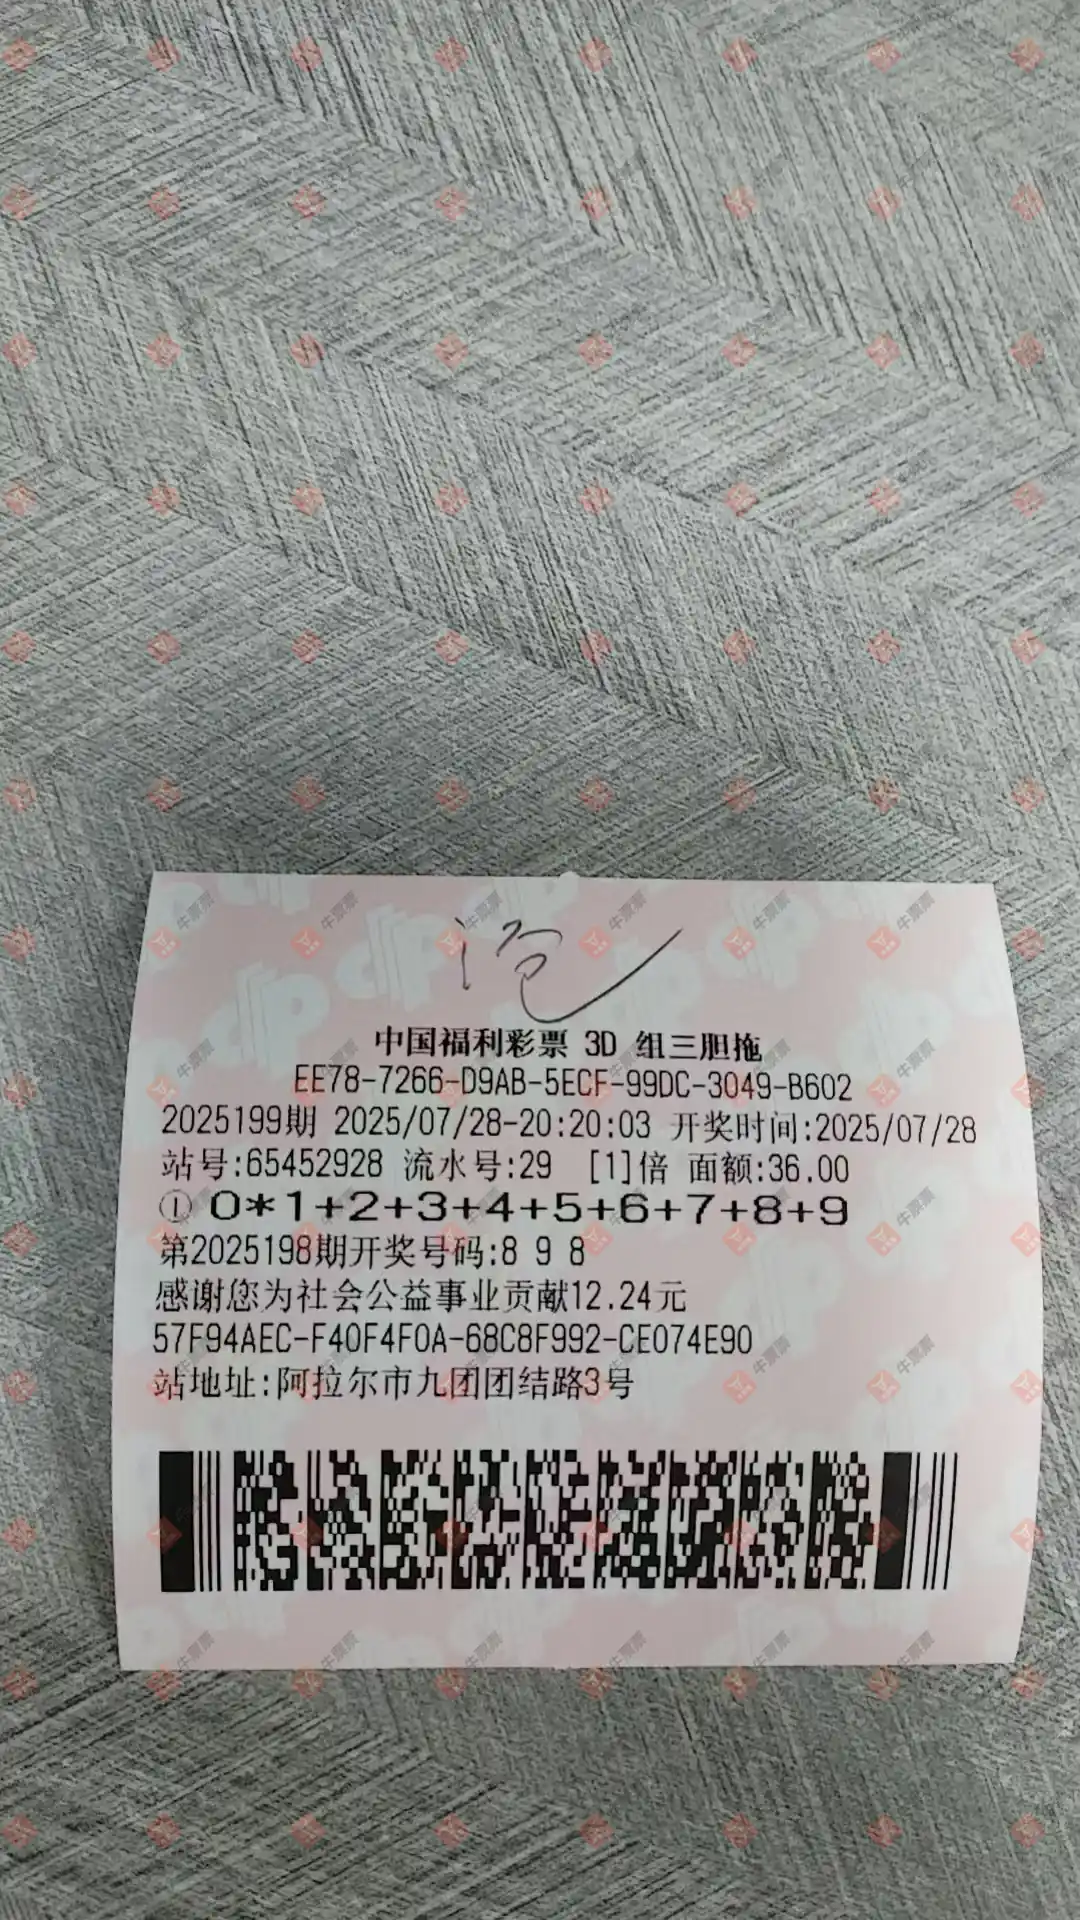 中国福利彩票 3D 组三胆拖
EE78-7266-D9AB-5ECF-99DC-3049-B602
2025199期 2025/07/28-20:20:03 开奖时间:2025/07/28
站号:65452928 流水号:29 [1]倍 面额:36.00
① 0*1+2+3+4+5+6+7+8+9
第2025198期开奖号码:8 9 8
感谢您为社会公益事业贡献12.24元
57F94AEC-F40F4F0A-68C8F992-CE074E90
站地址:阿拉尔市九团团结路3号
牛票票